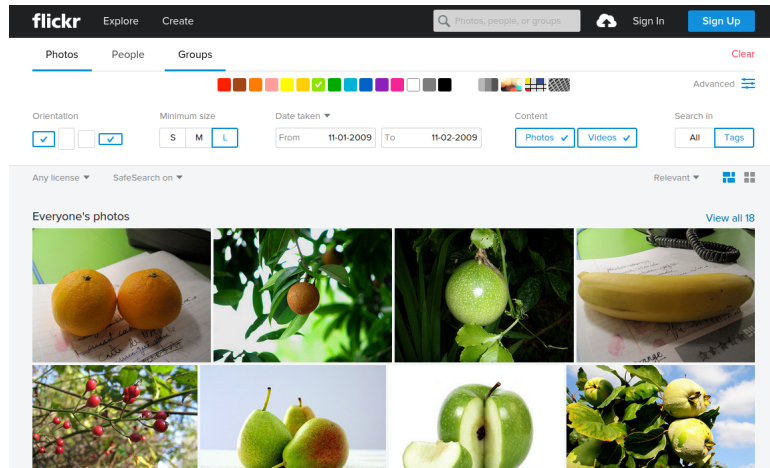 flickr Explore Create Photos, people, or groups Sign In Sign Up
Photos People Groups Clear
Advanced
Orientation Minimum size Date taken Content Search in
S M L From 11-01-2009 To 11-02-2009 Photos Videos All Tags
Any license SafeSearch on Relevant
Everyone's photos View all 18